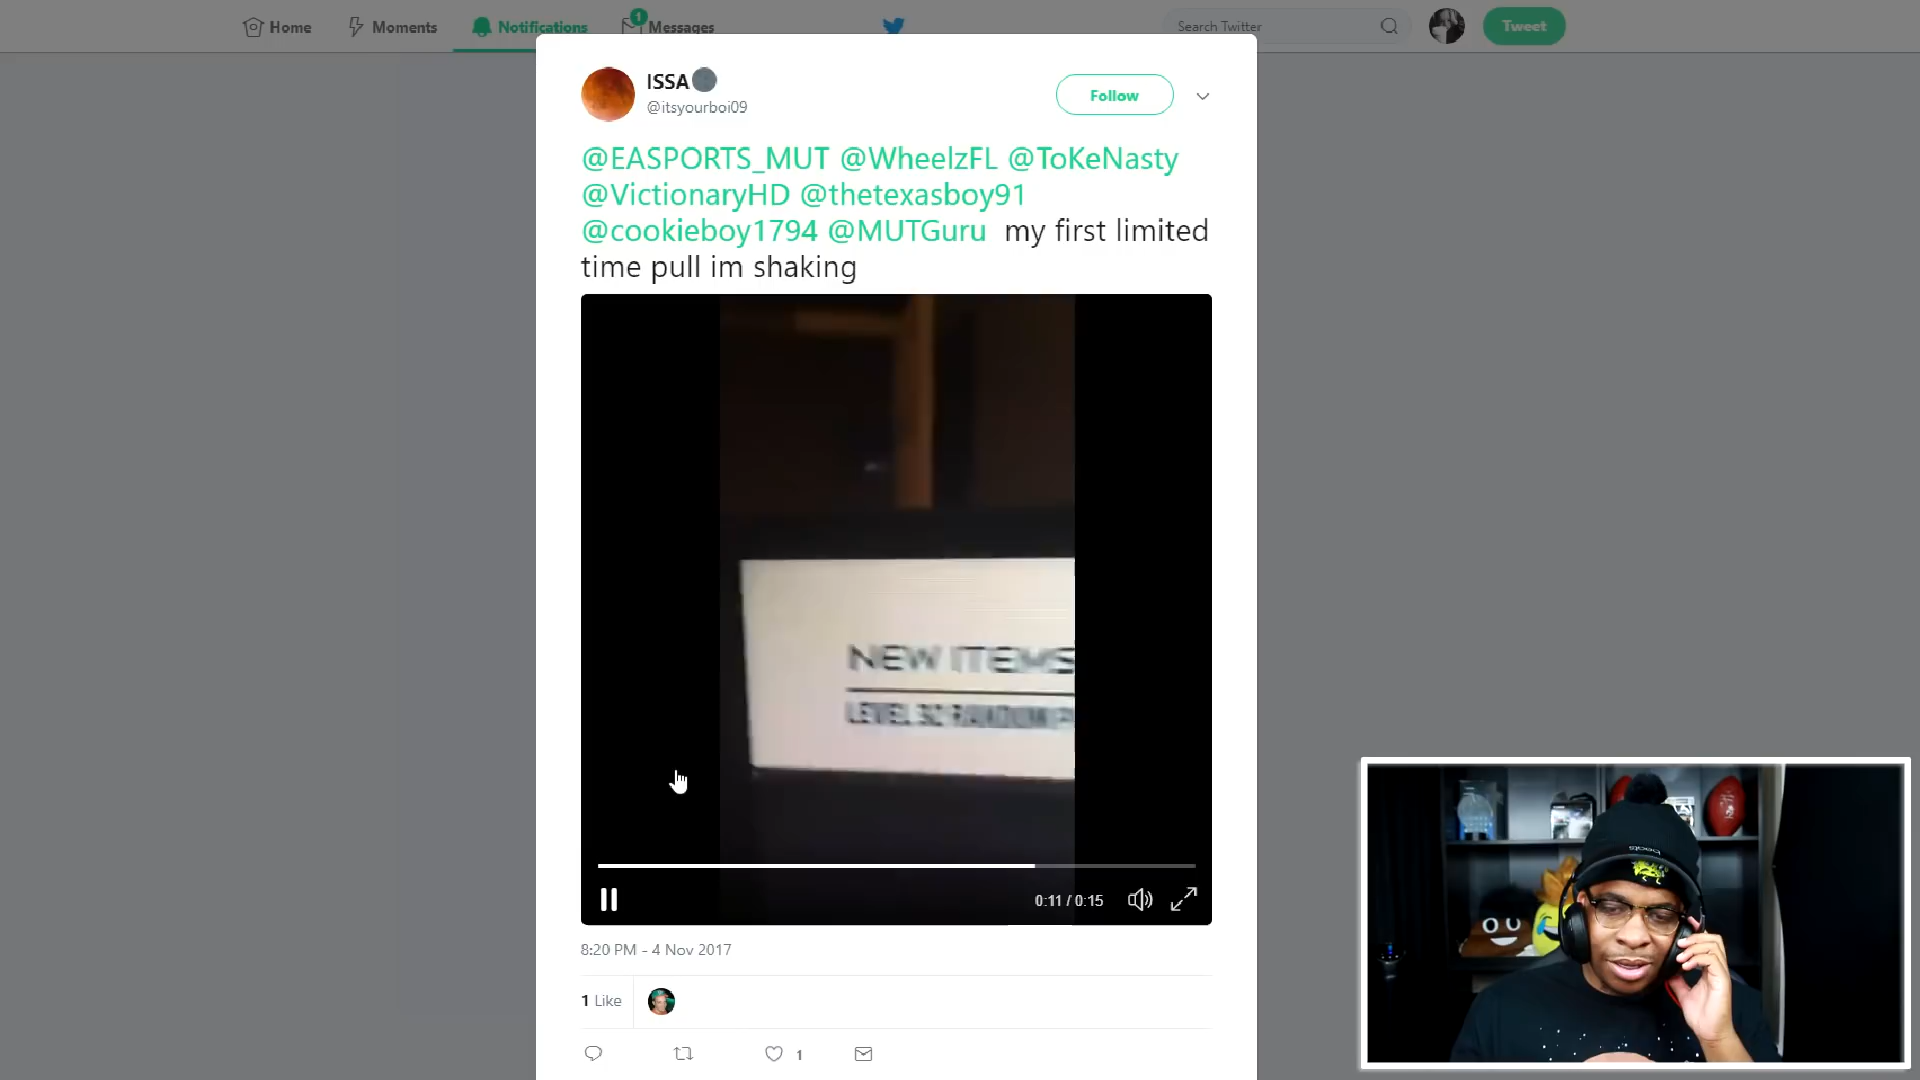 Home
Moments
Notifications
1
Messages
Search Twitter
Tweet
ISSA
@itsyourboi09
Follow
@EASPORTS_MUT @WheelzFL @ToKeNasty
@VictionaryHD @thetexasboy91
@cookieboy1794 @MUTGuru my first limited
time pull im shaking
NEW ITEMS
LEVEL 32 RANDOM
0:11 / 0:15
8:20 PM - 4 Nov 2017
1 Like
1
beats